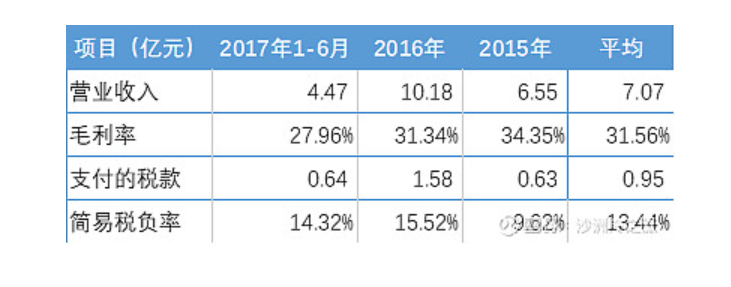 项目（亿元） 2017年1-6月 2016年 2015年 平均
营业收入 4.47 10.18 6.55 7.07
毛利率 27.96% 31.34% 34.35% 31.56%
支付的税款 0.64 1.58 0.63 0.95
简易税负率 14.32% 15.52% 9.62% 13.44%